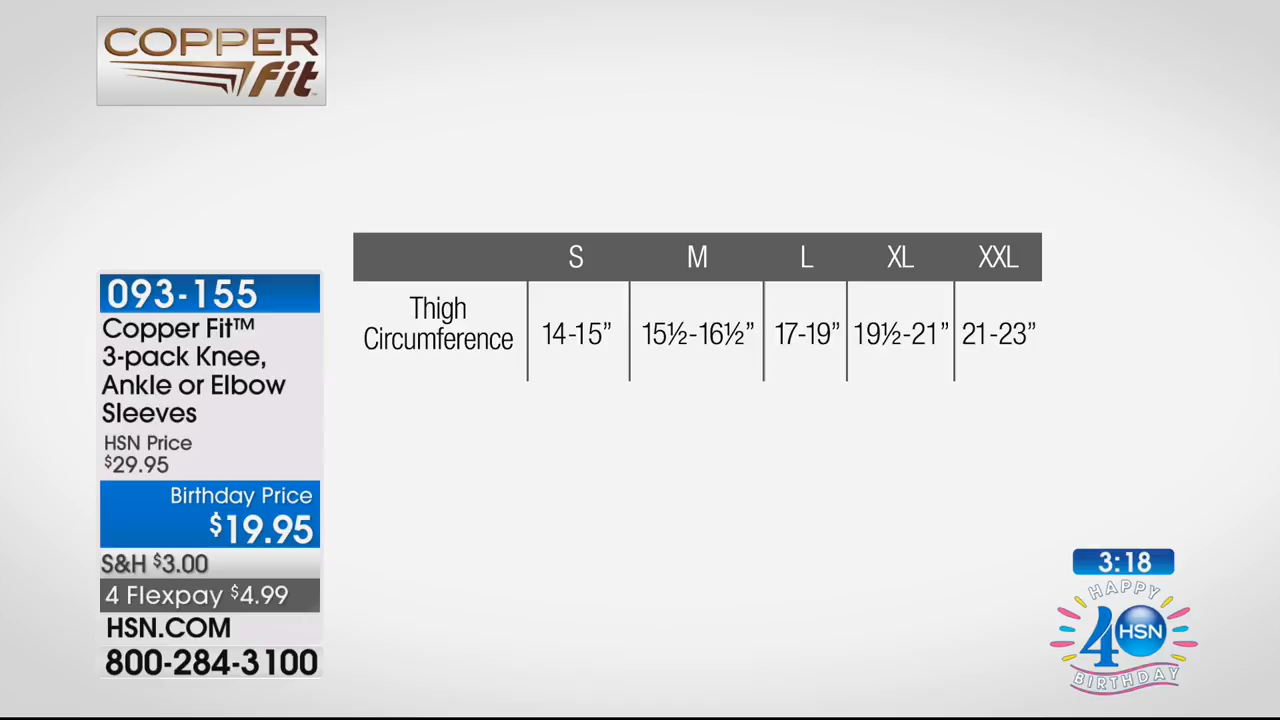 COPPER
fit™
S M L XL XXL
Thigh
Circumference
14-15” 15½-16½” 17-19” 19½-21” 21-23”
093-155
Copper Fit™
3-pack Knee,
Ankle or Elbow
Sleeves
HSN Price
$29.95
Birthday Price
$19.95
S&H $3.00
4 Flexpay $4.99
HSN.COM
800-284-3100
3:18
HAPPY
40
HSN
BIRTHDAY